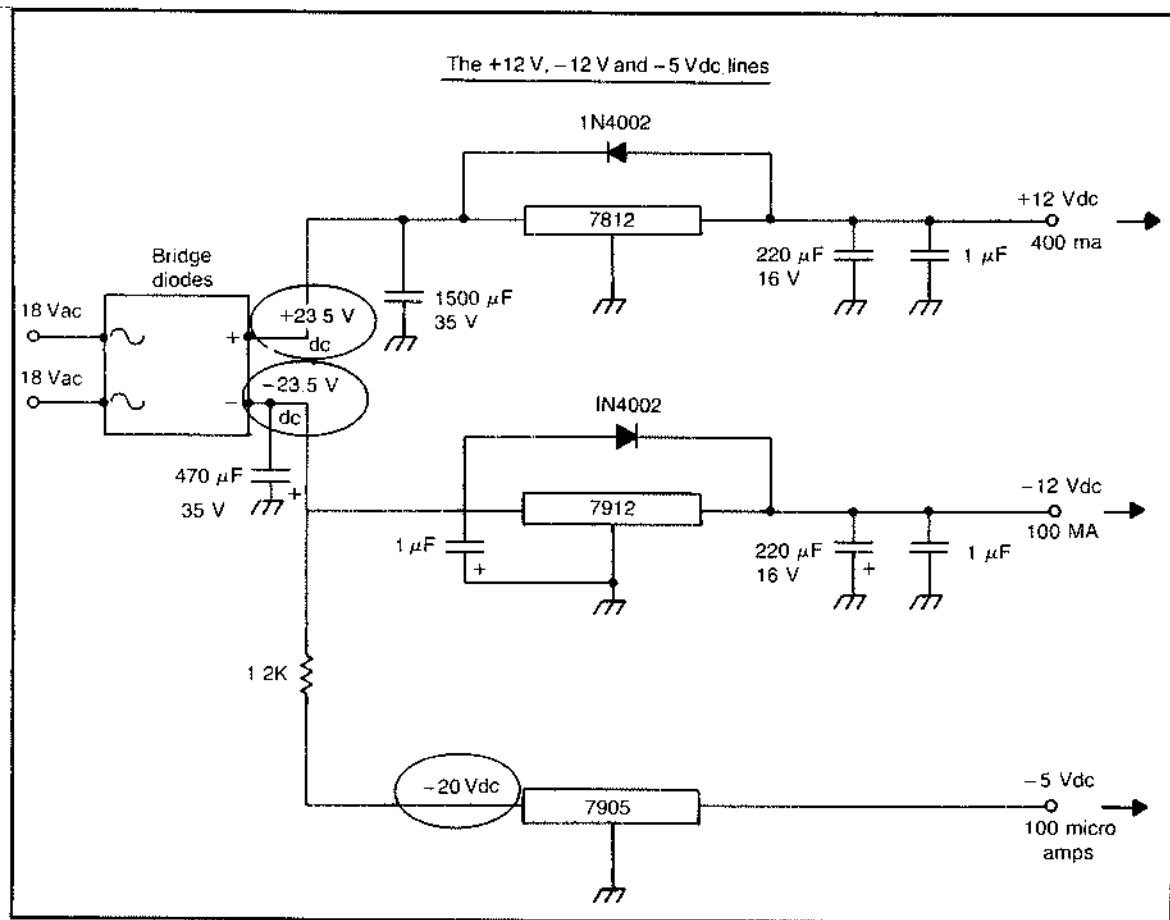 The +12 V, −12 V and −5 Vdc lines
1N4002
7812
+12 Vdc
400 ma
220 µF
16 V
1 µF
1500 µF
35 V
Bridge
diodes
18 Vac
18 Vac
+
−
+23 5 V
dc
−23.5 V
dc
470 µF
35 V
+
IN4002
7912
−12 Vdc
100 MA
1 µF
+
220 µF
16 V
+
1 µF
1 2K
−20 Vdc
7905
−5 Vdc
100 micro
amps